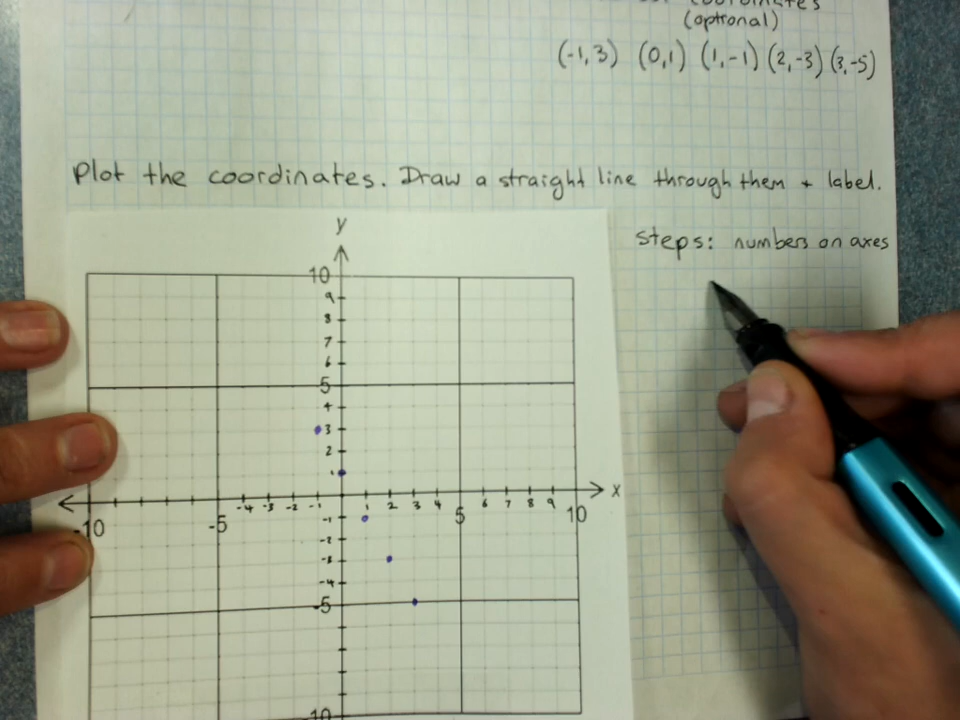 (optional)
(-1,3) (0,1) (1,-1) (2,-3) (3,-5)
Plot the coordinates. Draw a straight line through them + label.
steps: numbers on axes
y
10
9
8
7
6
5
4
3
2
1
-10 -5 -4 -3 -2 -1 1 2 3 4 5 6 7 8 9 10 x
-1
-2
-3
-4
-5
-10